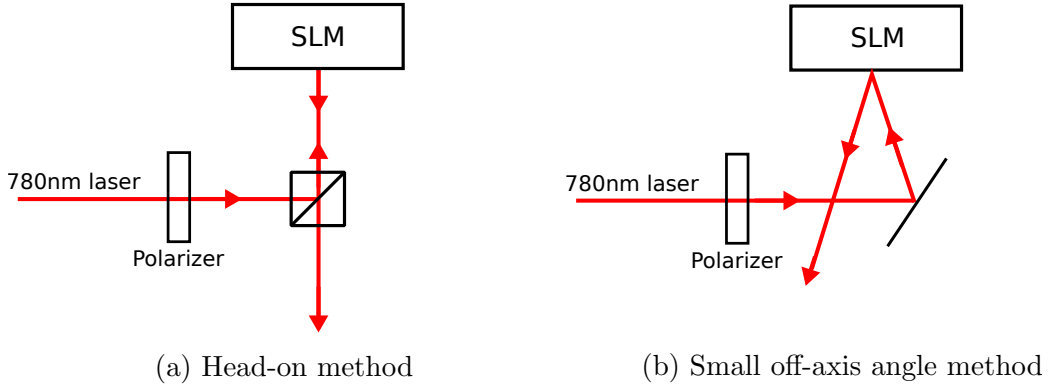 SLM
780nm laser
Polarizer
(a) Head-on method
SLM
780nm laser
Polarizer
(b) Small off-axis angle method